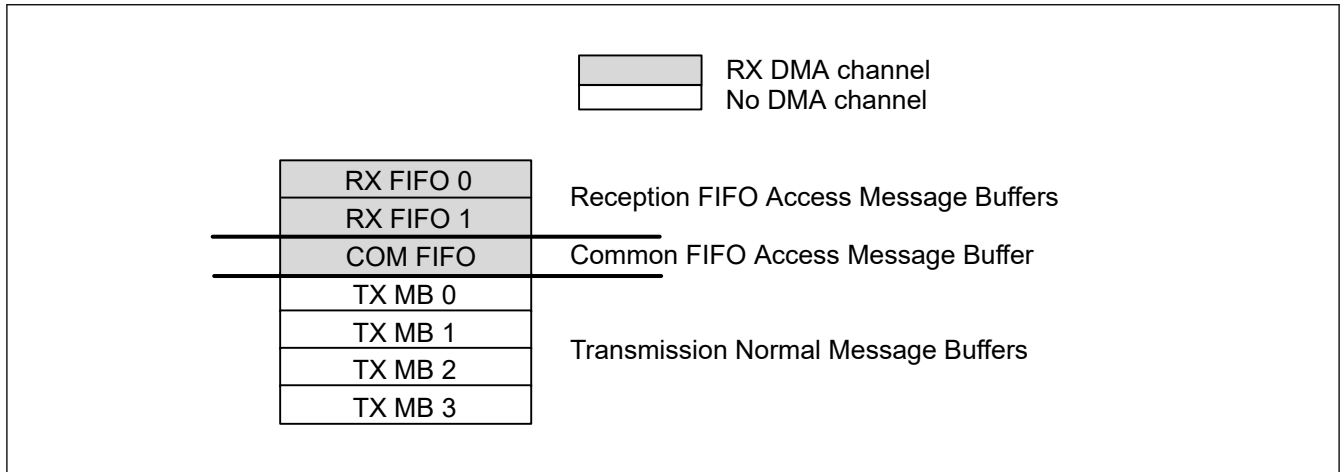 RX DMA channel
No DMA channel
RX FIFO 0
RX FIFO 1
Reception FIFO Access Message Buffers
COM FIFO
Common FIFO Access Message Buffer
TX MB 0
TX MB 1
TX MB 2
TX MB 3
Transmission Normal Message Buffers